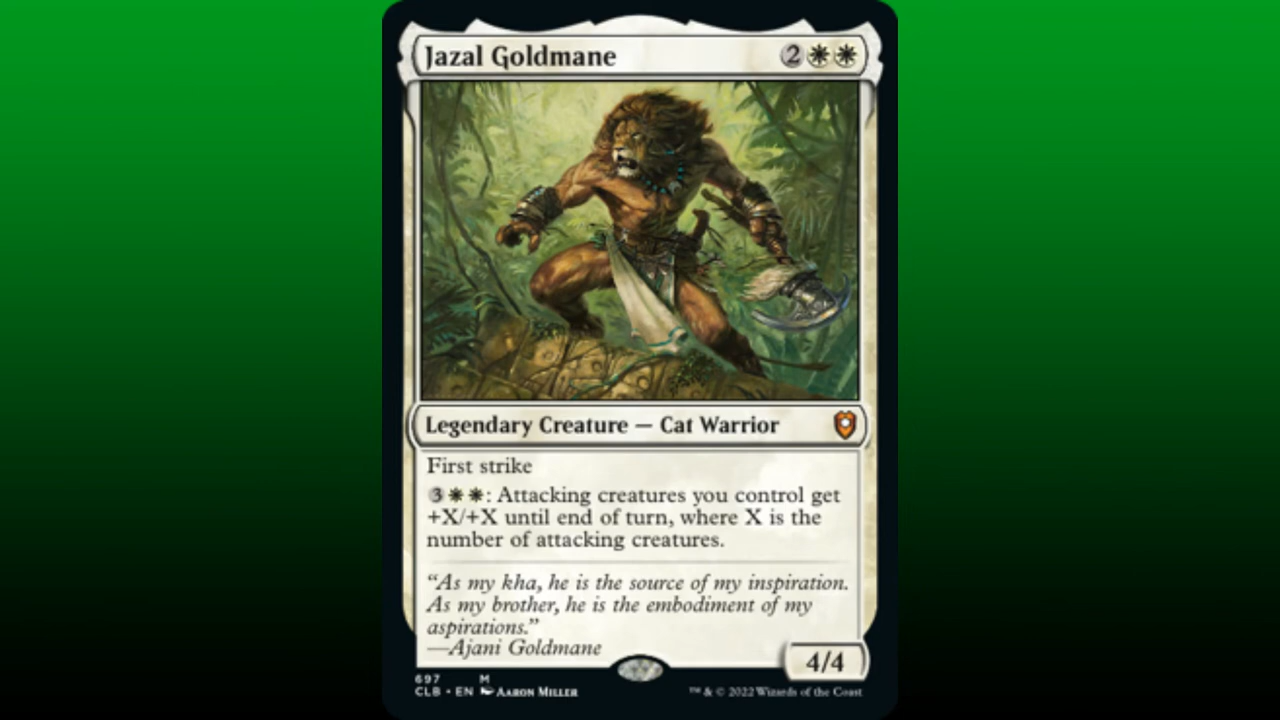 Jazal Goldmane 2
Legendary Creature — Cat Warrior
First strike
3: Attacking creatures you control get
+X/+X until end of turn, where X is the
number of attacking creatures.
“As my kha, he is the source of my inspiration.
As my brother, he is the embodiment of my
aspirations.”
—Ajani Goldmane
4/4
697 M
CLB • EN AARON MILLER
™ & © 2022 Wizards of the Coast